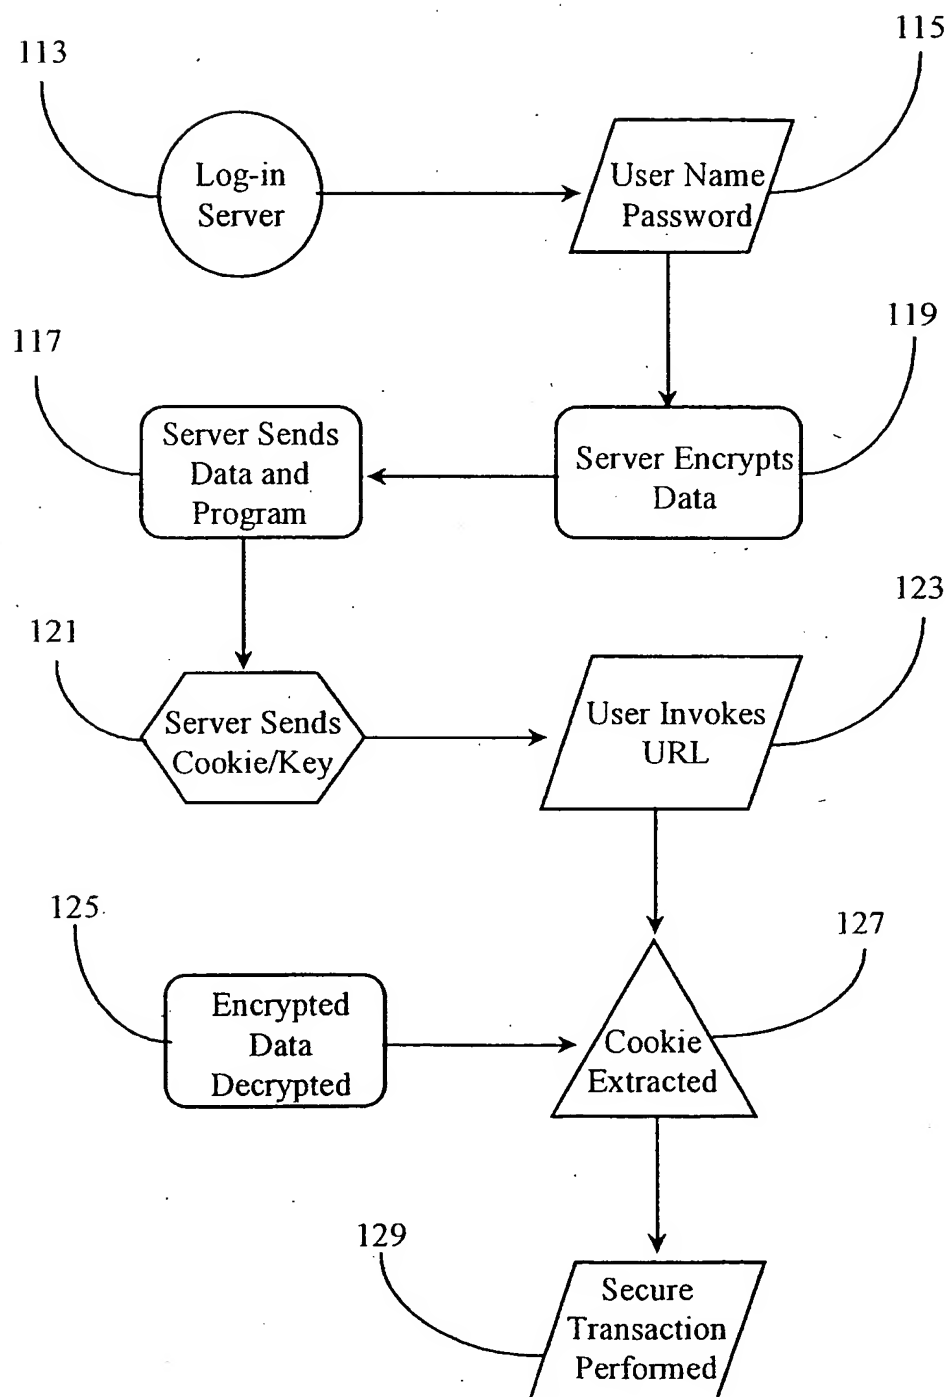 113
115
Log-in
Server
User Name
Password
117
119
Server Sends
Data and
Program
Server Encrypts
Data
121
123
Server Sends
Cookie/Key
User Invokes
URL
125
127
Encrypted
Data
Decrypted
Cookie
Extracted
129
Secure
Transaction
Performed